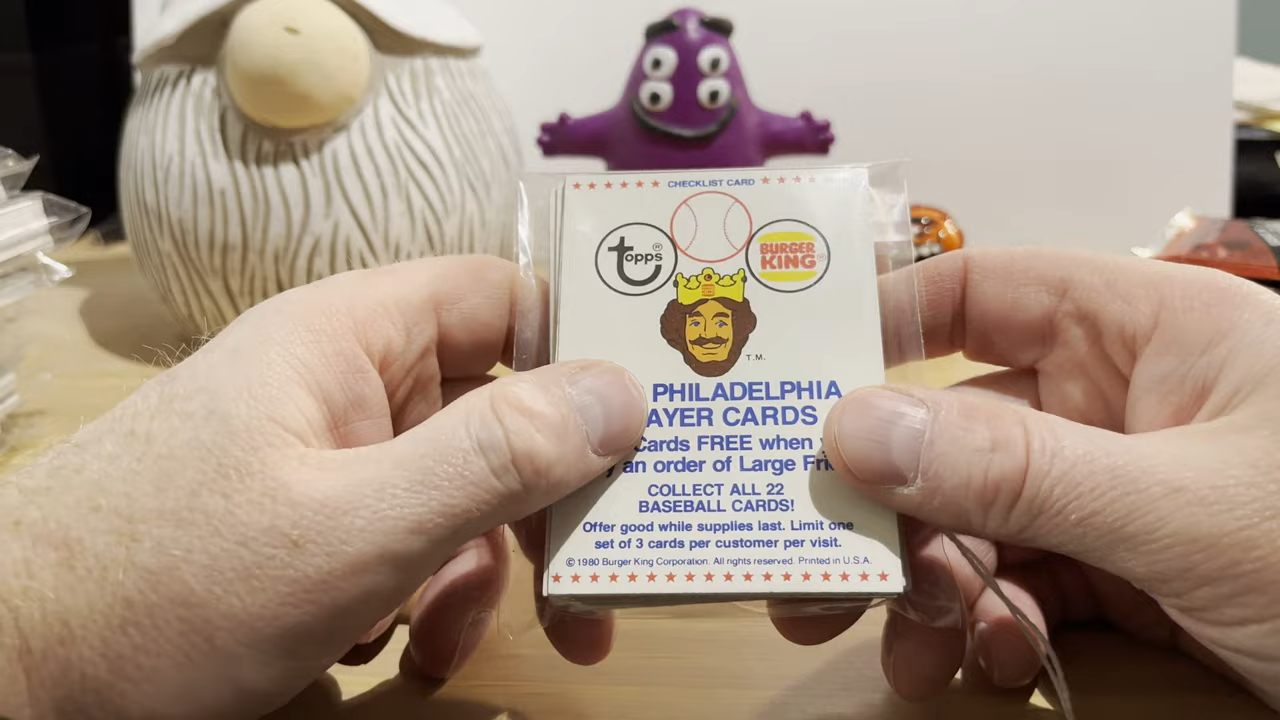 CHECKLIST CARD
topps®
BURGER
KING®
T.M.
PHILADELPHIA
AYER CARDS
Cards FREE when
an order of Large Fri
COLLECT ALL 22
BASEBALL CARDS!
Offer good while supplies last. Limit one
set of 3 cards per customer per visit.
© 1980 Burger King Corporation. All rights reserved. Printed in U.S.A.